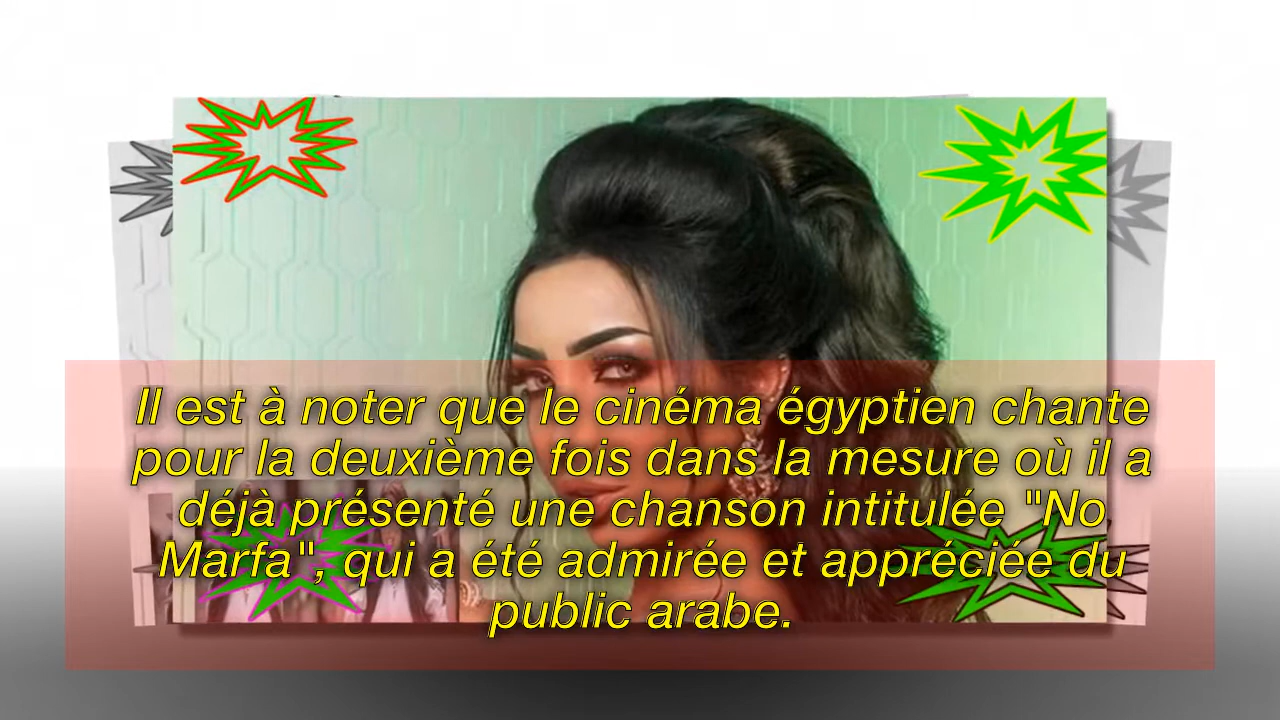 Il est à noter que le cinéma égyptien chante
pour la deuxième fois dans la mesure où il a
déjà présenté une chanson intitulée "No
Marfa", qui a été admirée et appréciée du
public arabe.